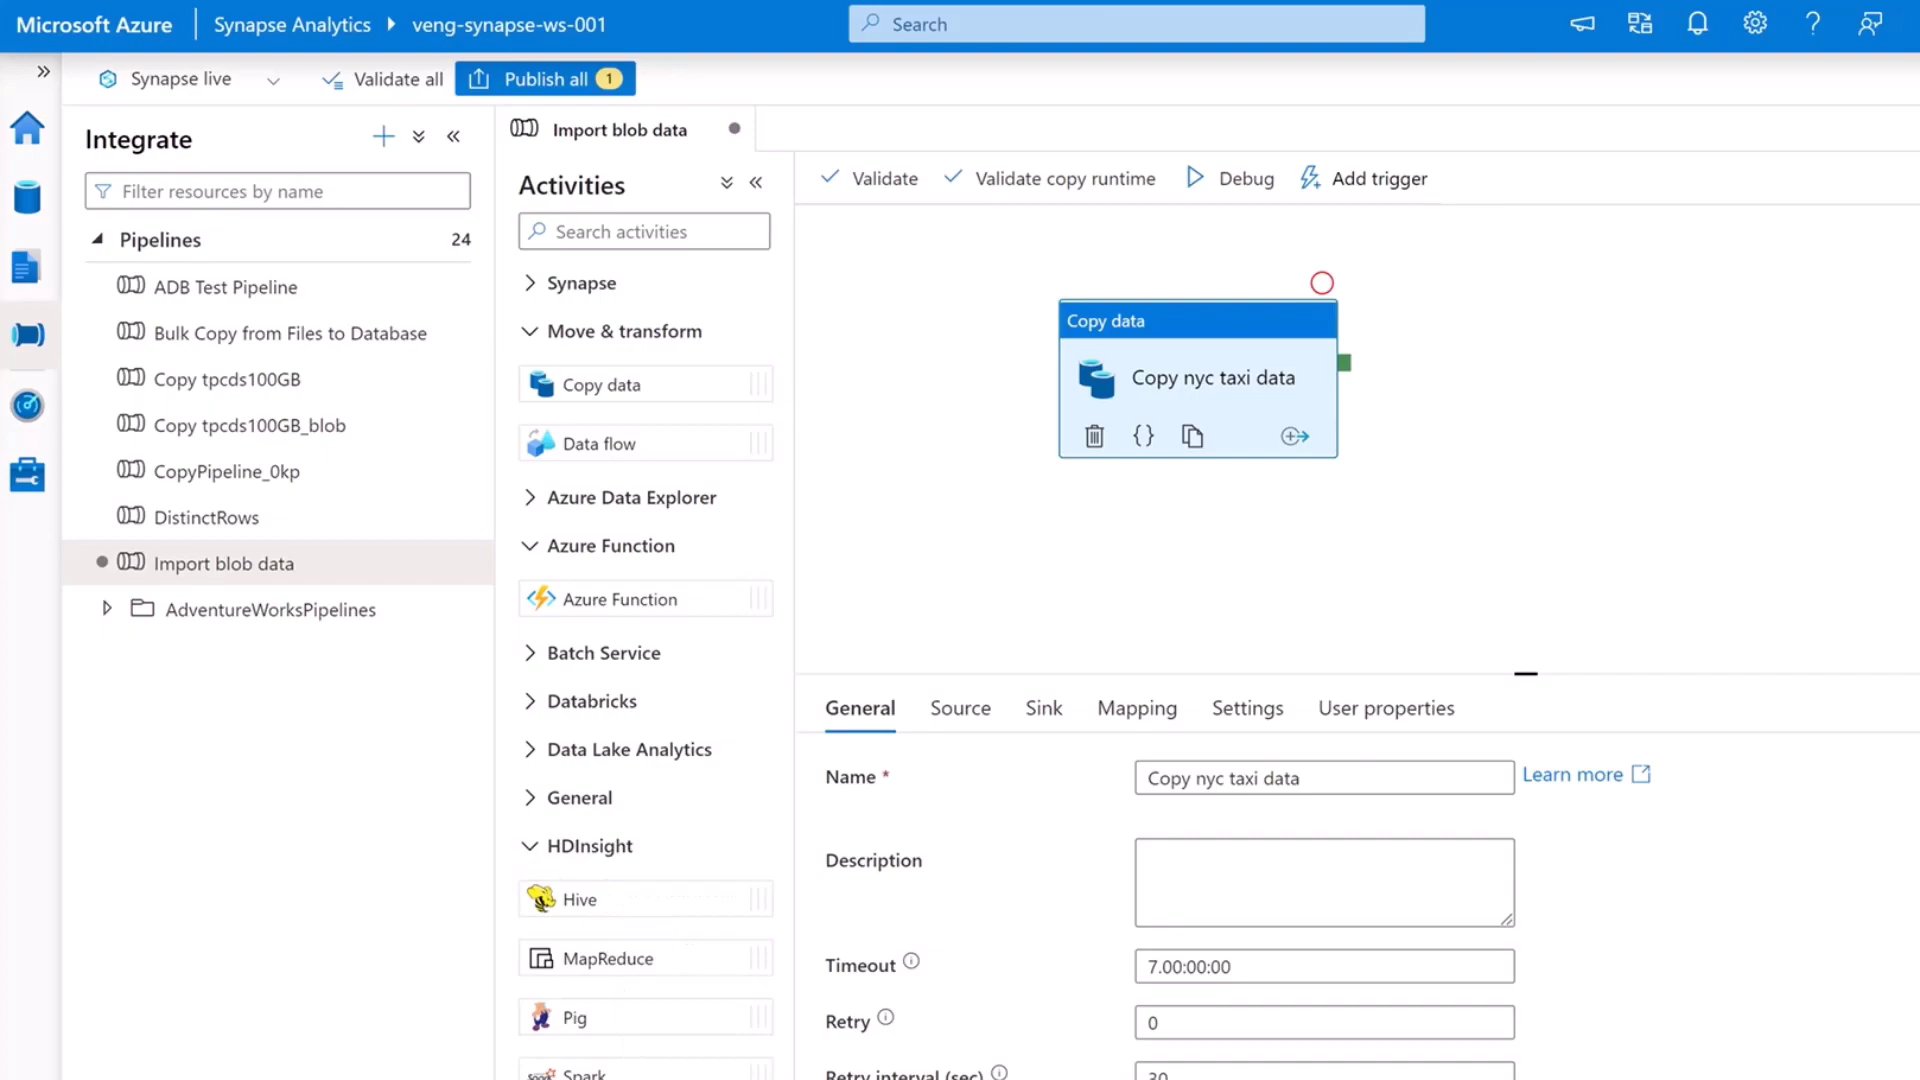 Microsoft Azure
Synapse Analytics
veng-synapse-ws-001
Search
Synapse live
Validate all
Publish all 1
Integrate
Filter resources by name
Pipelines 24
ADB Test Pipeline
Bulk Copy from Files to Database
Copy tpcds100GB
Copy tpcds100GB_blob
CopyPipeline_0kp
DistinctRows
Import blob data
AdventureWorksPipelines
Import blob data
Activities
Search activities
Synapse
Move & transform
Copy data
Data flow
Azure Data Explorer
Azure Function
Azure Function
Batch Service
Databricks
Data Lake Analytics
General
HDInsight
Hive
MapReduce
Pig
Spark
Validate
Validate copy runtime
Debug
Add trigger
Copy data
Copy nyc taxi data
{}
General
Source
Sink
Mapping
Settings
User properties
Name *
Copy nyc taxi data
Learn more
Description
Timeout
7.00:00:00
Retry
0
Retry interval (sec)
30